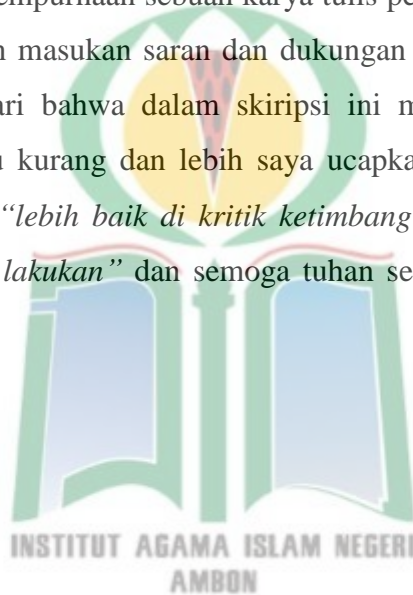 empurnaan sebuah karya tulis pe
n masukan saran dan dukungan
ari bahwa dalam skiripsi ini m
u kurang dan lebih saya ucapka
“lebih baik di kritik ketimbang
lakukan” dan semoga tuhan se
INSTITUT AGAMA ISLAM NEGERI
AMBON